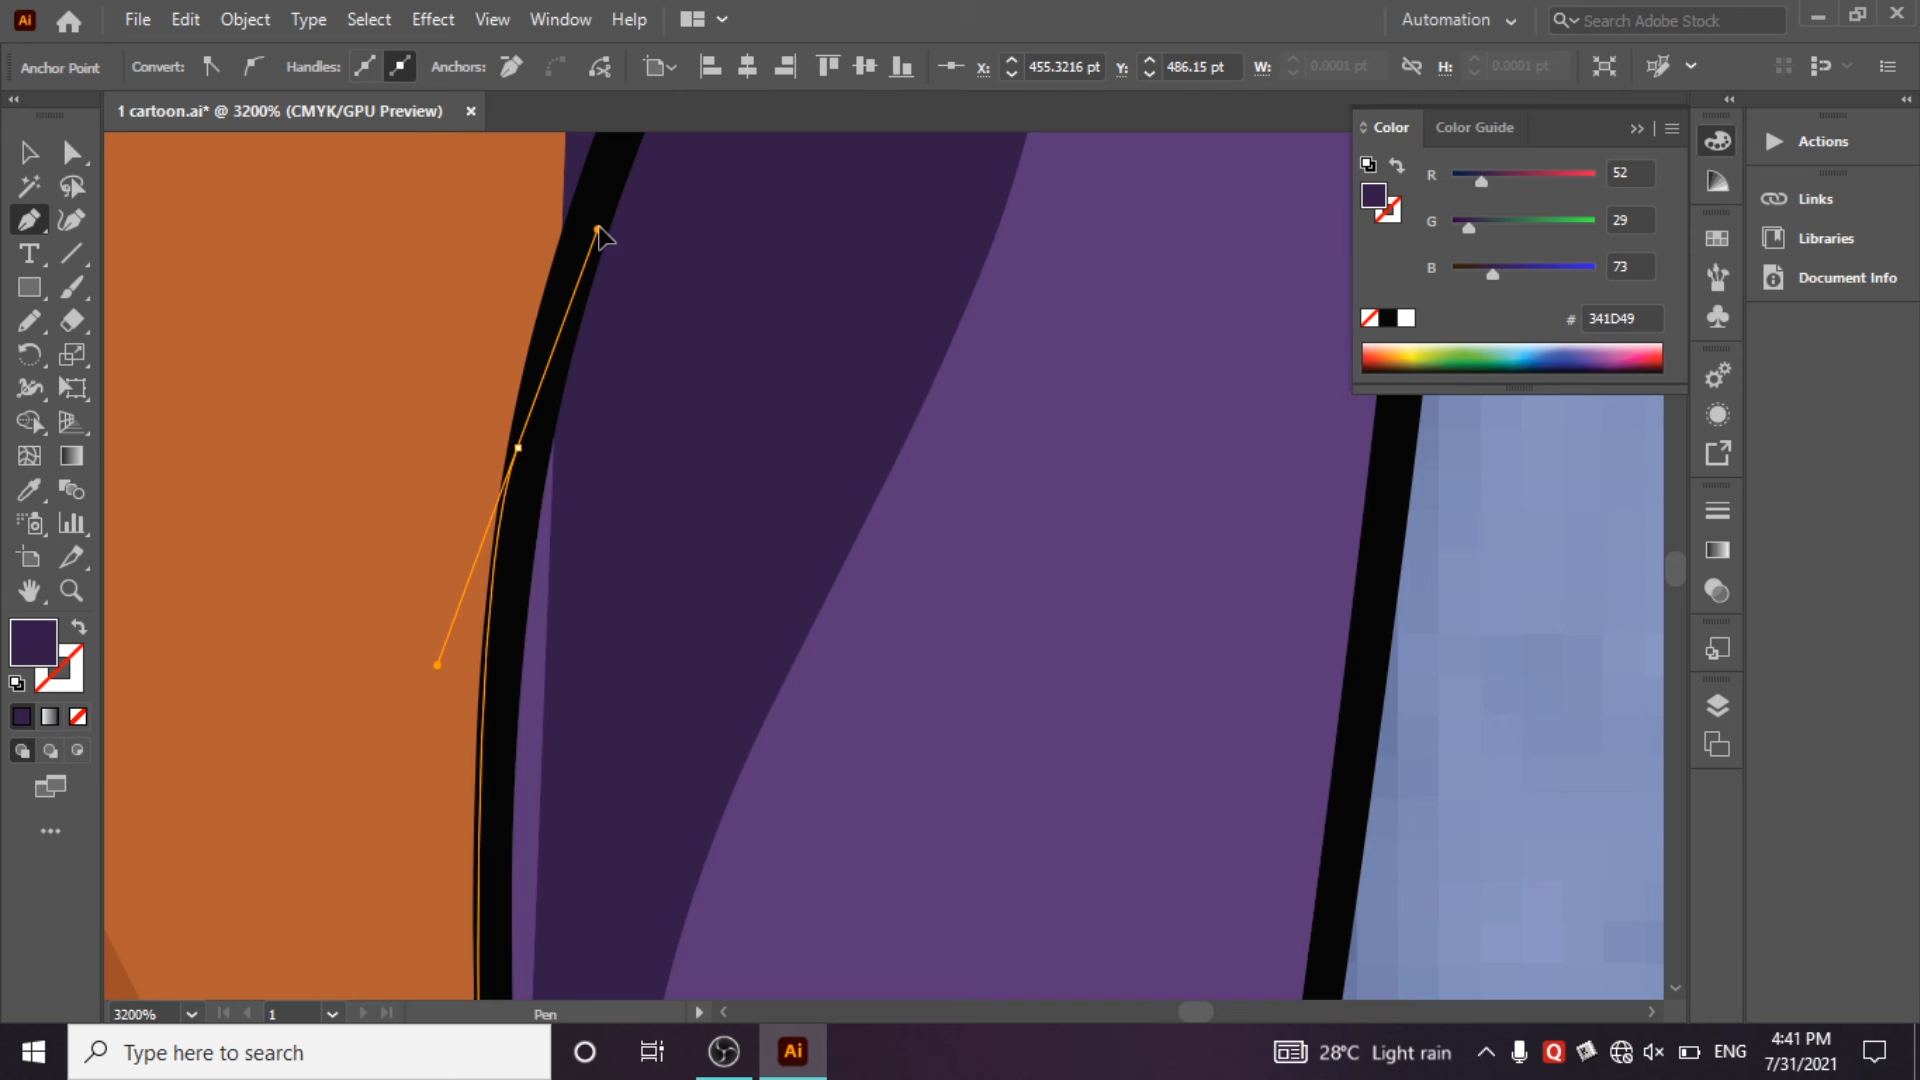 Ai File Edit Object Type Select Effect View Window Help Automation Search Adobe Stock
Anchor Point Convert: Handles: Anchors: X: 455.3216 pt Y: 486.15 pt W: 0.0001 pt H: 0.0001 pt
1 cartoon.ai* @ 3200% (CMYK/GPU Preview) ×
Color Color Guide
R 52
G 29
B 73
# 341D49
Actions
Links
Libraries
Document Info
3200% 1 Pen
Type here to search
Ai
28°C Light rain
ENG
4:41 PM
7/31/2021